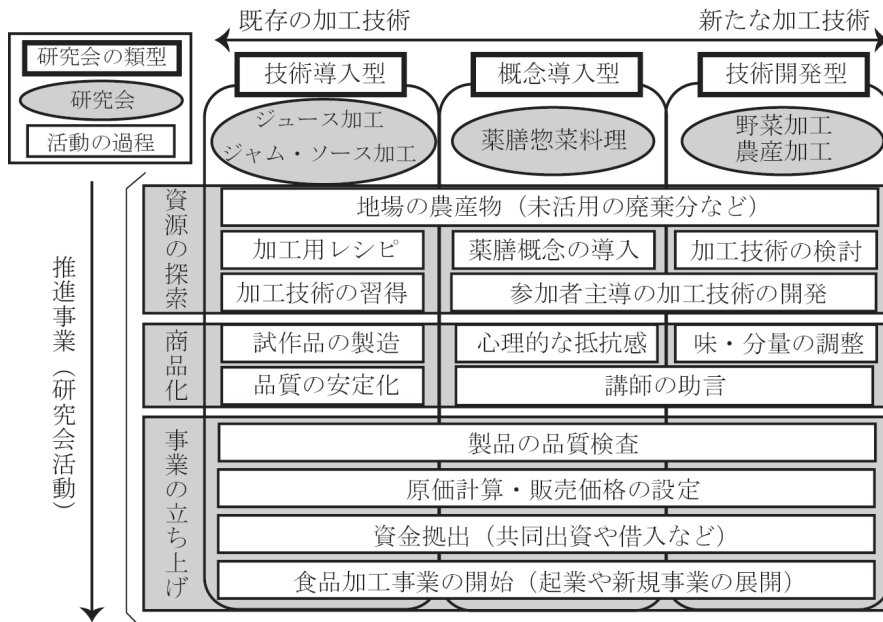 既存の加工技術
新たな加工技術
研究会の類型
研究会
活動の過程
技術導入型
概念導入型
技術開発型
ジュース加工
ジャム・ソース加工
薬膳惣菜料理
野菜加工
農産加工
推進事業（研究会活動）
資源の探索
地場の農産物（未活用の廃棄分など）
加工用レシピ
薬膳概念の導入
加工技術の検討
加工技術の習得
参加者主導の加工技術の開発
商品化
試作品の製造
心理的な抵抗感
味・分量の調整
品質の安定化
講師の助言
事業の立ち上げ
製品の品質検査
原価計算・販売価格の設定
資金拠出（共同出資や借入など）
食品加工事業の開始（起業や新規事業の展開）